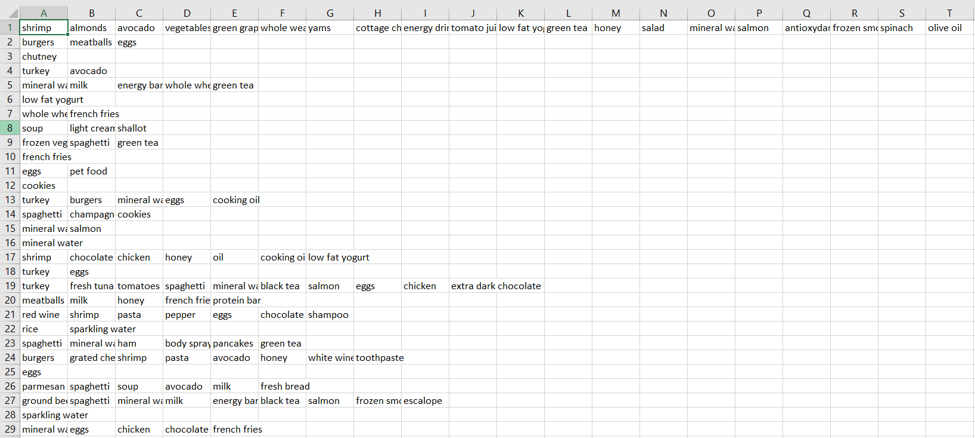 A B C D E F G H I J K L M N O P Q R S T
1 shrimp almonds avocado vegetables green grap whole wea yams cottage ch energy drin tomato jui low fat yo green tea honey salad mineral wa salmon antioxydan frozen smo spinach olive oil
2 burgers meatballs eggs
3 chutney
4 turkey avocado
5 mineral wa milk energy bar whole whe green tea
6 low fat yogurt
7 whole whe french fries
8 soup light cream shallot
9 frozen veg spaghetti green tea
10 french fries
11 eggs pet food
12 cookies
13 turkey burgers mineral wa eggs cooking oil
14 spaghetti champagn cookies
15 mineral wa salmon
16 mineral water
17 shrimp chocolate chicken honey oil cooking oi low fat yogurt
18 turkey eggs
19 turkey fresh tuna tomatoes spaghetti mineral wa black tea salmon eggs chicken extra dark chocolate
20 meatballs milk honey french frie protein bar
21 red wine shrimp pasta pepper eggs chocolate shampoo
22 rice sparkling water
23 spaghetti mineral wa ham body spray pancakes green tea
24 burgers grated che shrimp pasta avocado honey white wine toothpaste
25 eggs
26 parmesan spaghetti soup avocado milk fresh bread
27 ground bee spaghetti mineral wa milk energy bar black tea salmon frozen smo escalope
28 sparkling water
29 mineral wa eggs chicken chocolate french fries